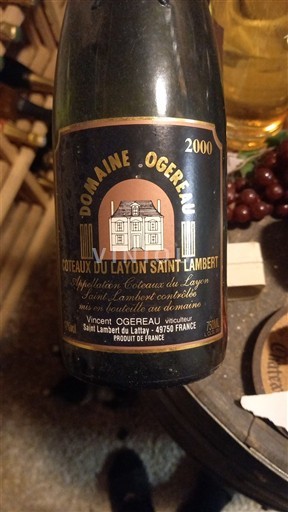 2000
DOMAINE OGEREAU
COTEAUX DU LAYON SAINT LAMBERT
Appellation Coteaux du Layon
Saint Lambert contrôlée
mis en bouteille au domaine
Vincent OGEREAU viticulteur
Saint Lambert du Lattay - 49750 FRANCE
PRODUIT DE FRANCE